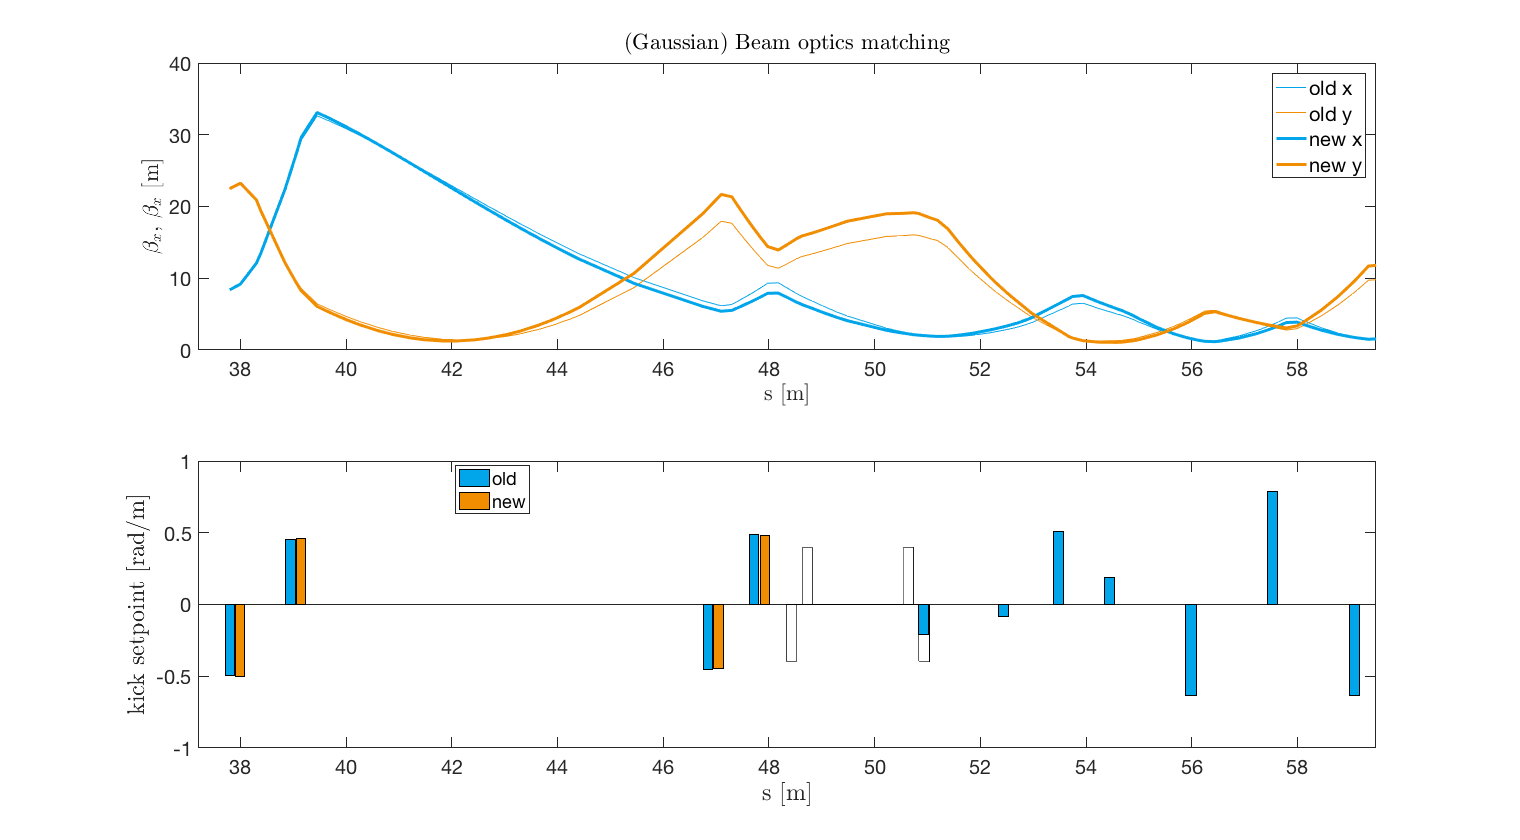 (Gaussian) Beam optics matching
40
30
20
10
0
βₓ, βₓ [m]
old x
old y
new x
new y
38 40 42 44 46 48 50 52 54 56 58
s [m]
1
0.5
0
-0.5
-1
kick setpoint [rad/m]
old
new
38 40 42 44 46 48 50 52 54 56 58
s [m]